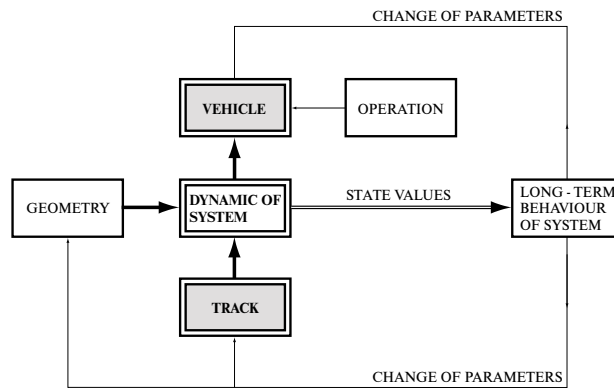 CHANGE OF PARAMETERS
VEHICLE
OPERATION
GEOMETRY
DYNAMIC OF
SYSTEM
STATE VALUES
LONG - TERM
BEHAVIOUR
OF SYSTEM
TRACK
CHANGE OF PARAMETERS